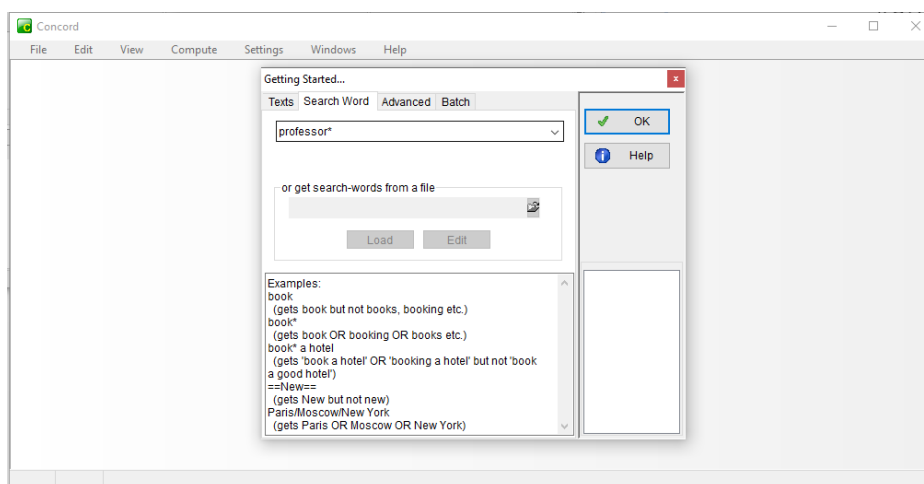 Concord
File Edit View Compute Settings Windows Help
Getting Started...
Texts Search Word Advanced Batch
professor*
OK
Help
or get search-words from a file
Load Edit
Examples:
book
(gets book but not books, booking etc.)
book*
(gets book OR booking OR books etc.)
book* a hotel
(gets 'book a hotel' OR 'booking a hotel' but not 'book
a good hotel')
==New==
(gets New but not new)
Paris/Moscow/New York
(gets Paris OR Moscow OR New York)